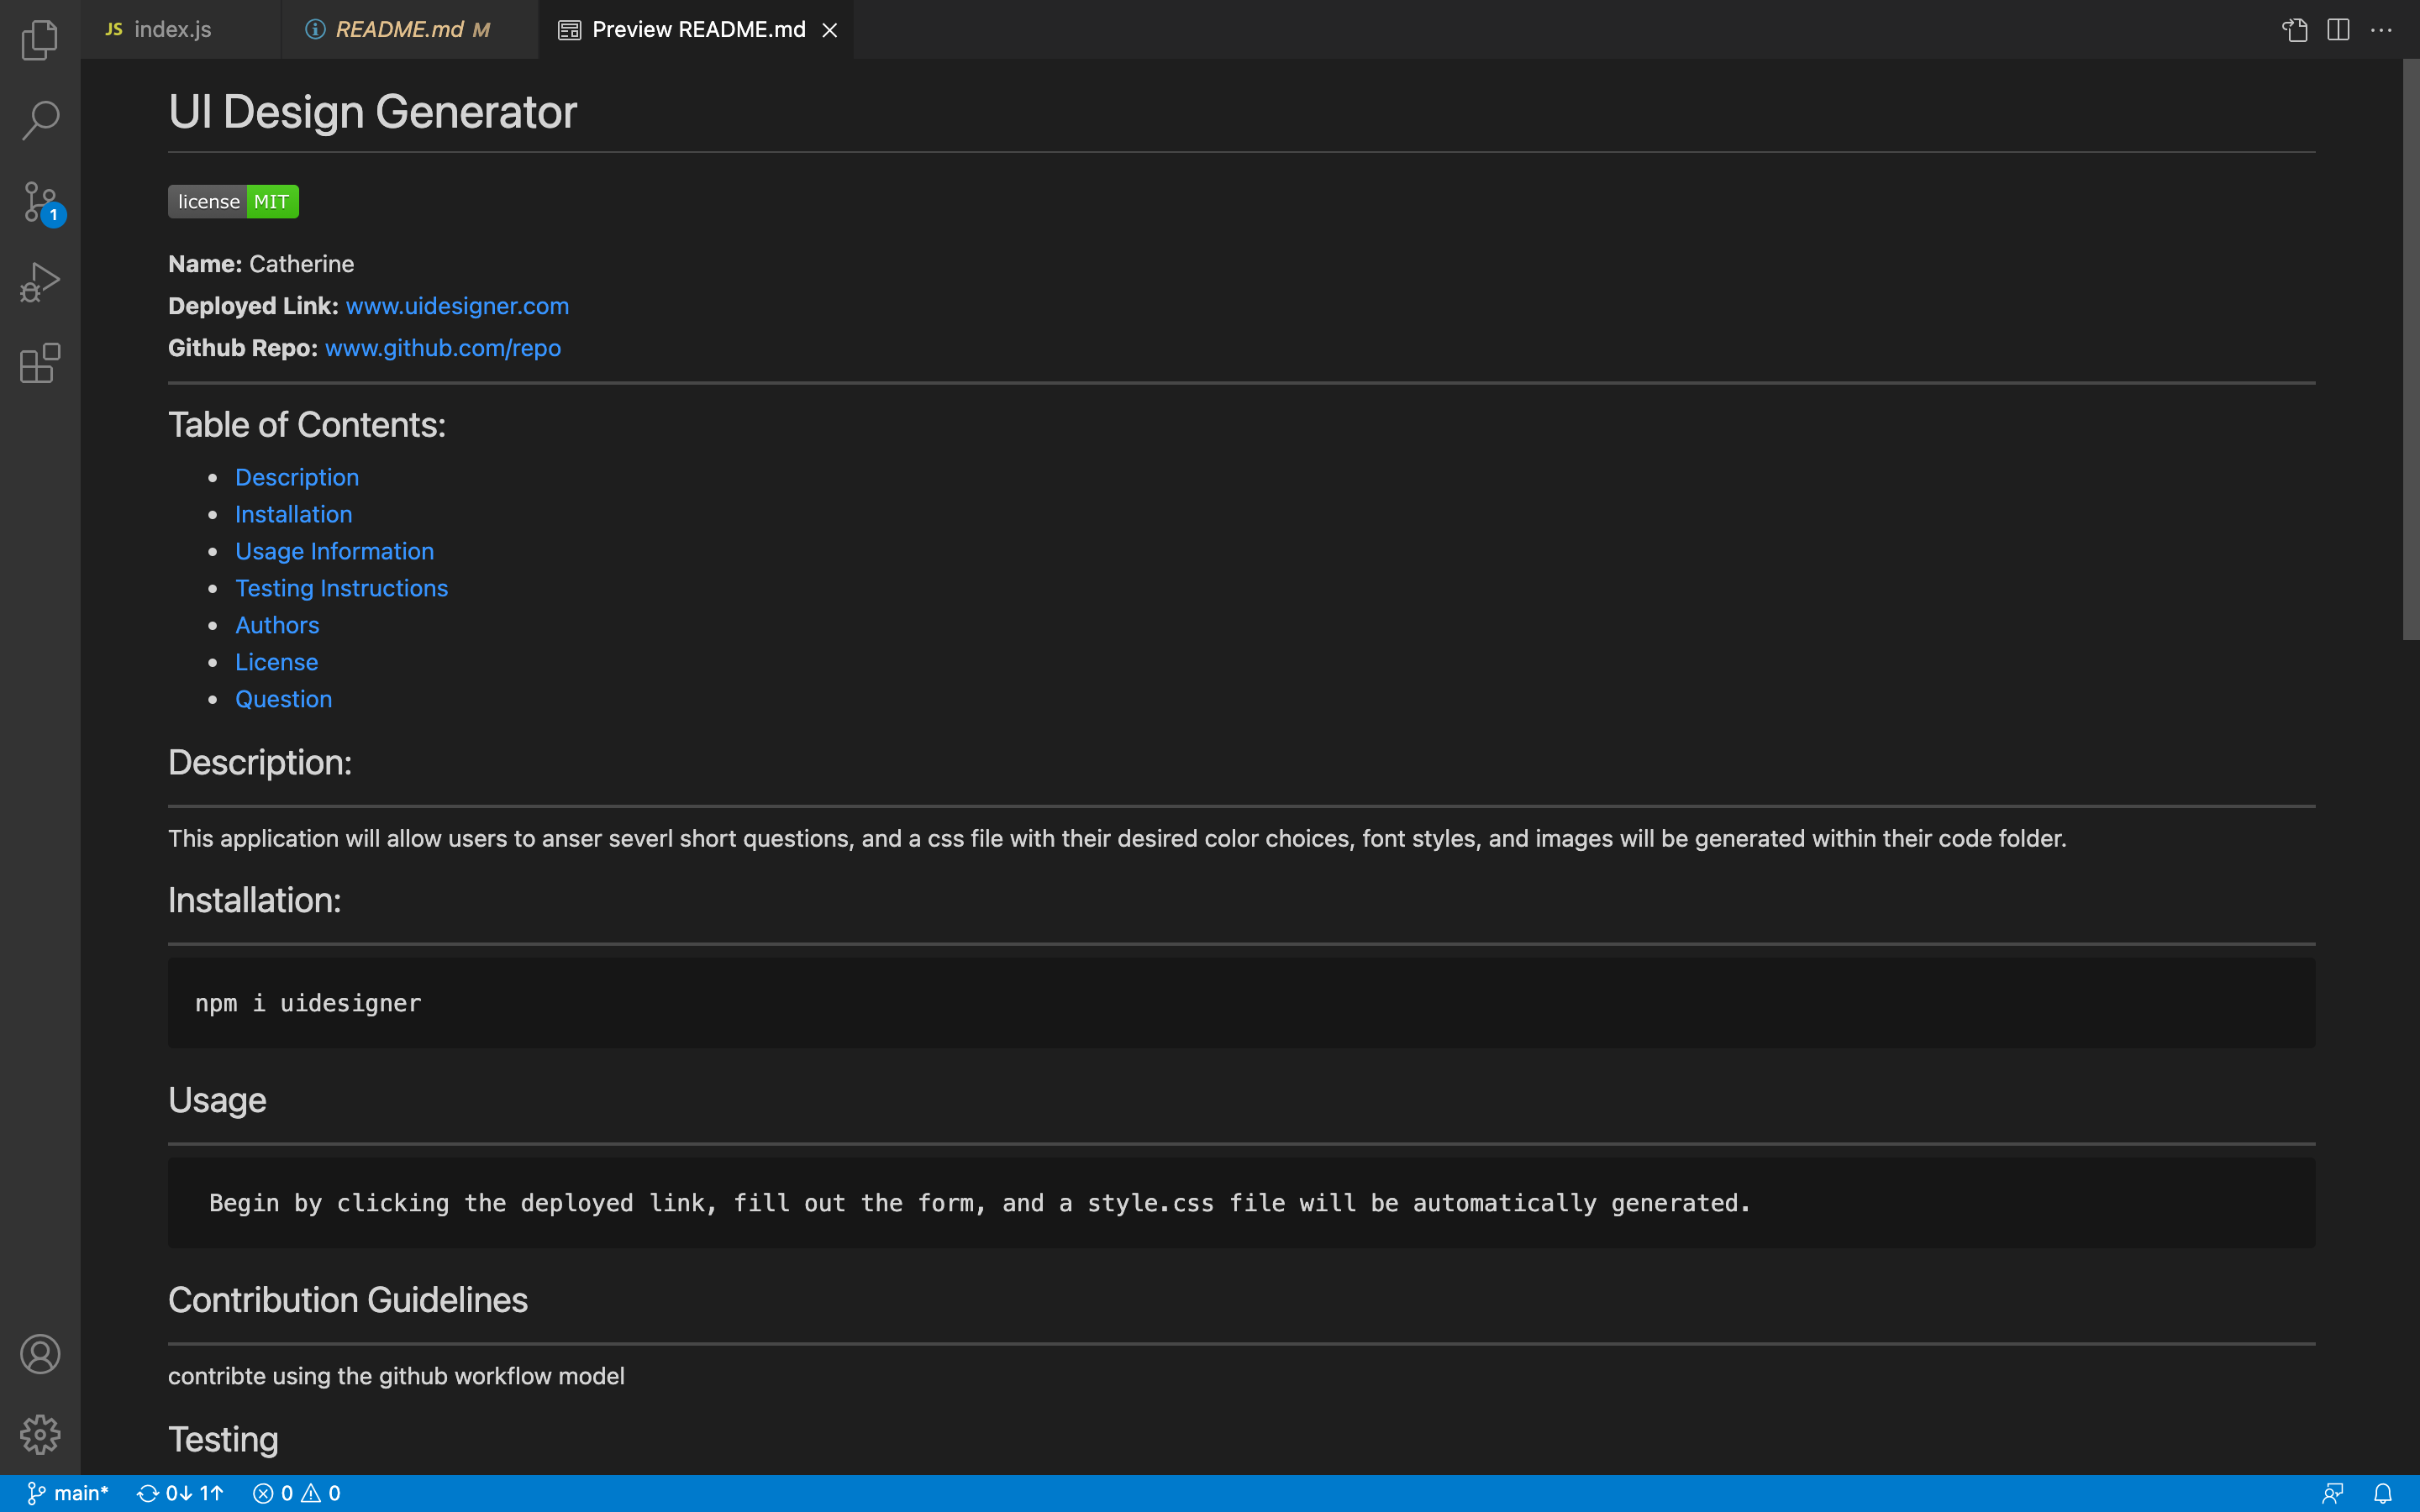 JS index.js README.md M Preview README.md
UI Design Generator
license MIT
Name: Catherine
Deployed Link: www.uidesigner.com
Github Repo: www.github.com/repo
Table of Contents:
Description
Installation
Usage Information
Testing Instructions
Authors
License
Question
Description:
This application will allow users to anser severl short questions, and a css file with their desired color choices, font styles, and images will be generated within their code folder.
Installation:
npm i uidesigner
Usage
Begin by clicking the deployed link, fill out the form, and a style.css file will be automatically generated.
Contribution Guidelines
contribte using the github workflow model
Testing
1
main* 0↓ 1↑ 0 0